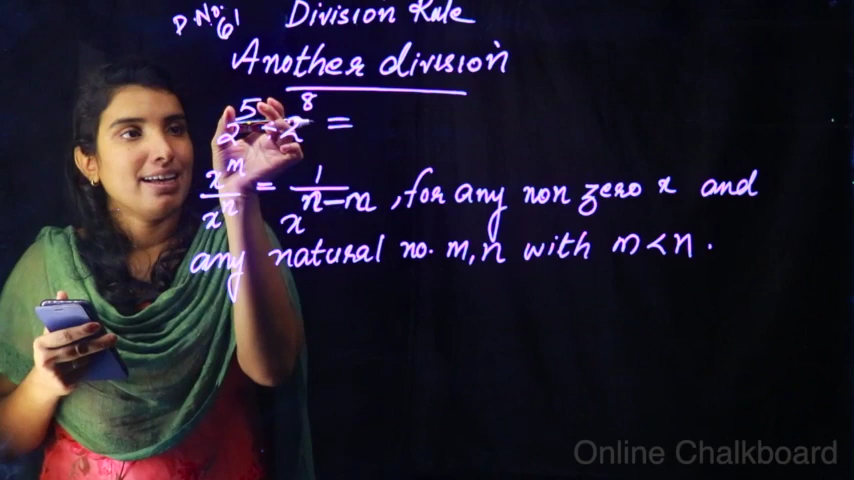 P.No: 61
Division Rule
Another division
2^5 ÷ 2^8 =
x^m / x^n = 1 / x^n-m , for any non zero x and
any natural no. m,n with m<n .
Online Chalkboard